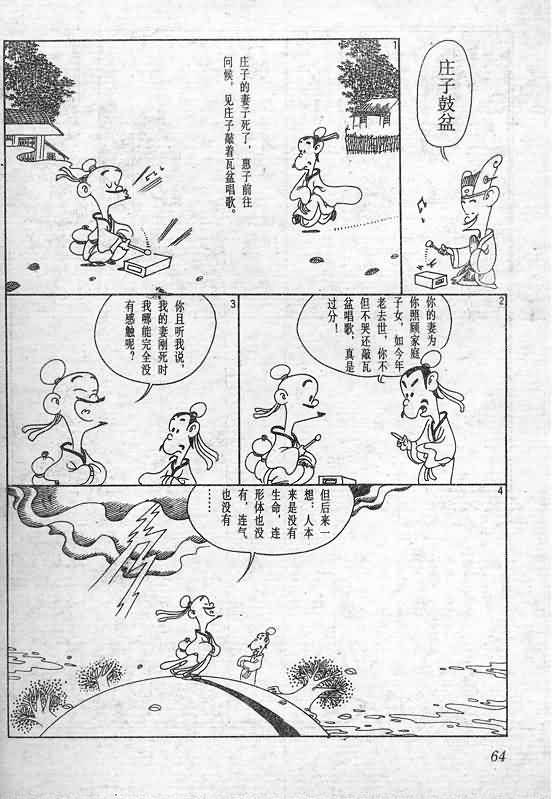 庄子鼓盆
1
庄子的妻子死了，惠子前往
问候，见庄子敲着瓦盆唱歌。
2
你的妻为
你照顾家庭
子女，如今年
老去世，你不
但不哭还敲瓦
盆唱歌，真是
过分！
3
你且听我说，
我的妻刚死时
我哪能完全没
有感触呢？
4
但后来一
想：人本
来是没有
生命，连
形体也没
有，连气
也没有
……
64